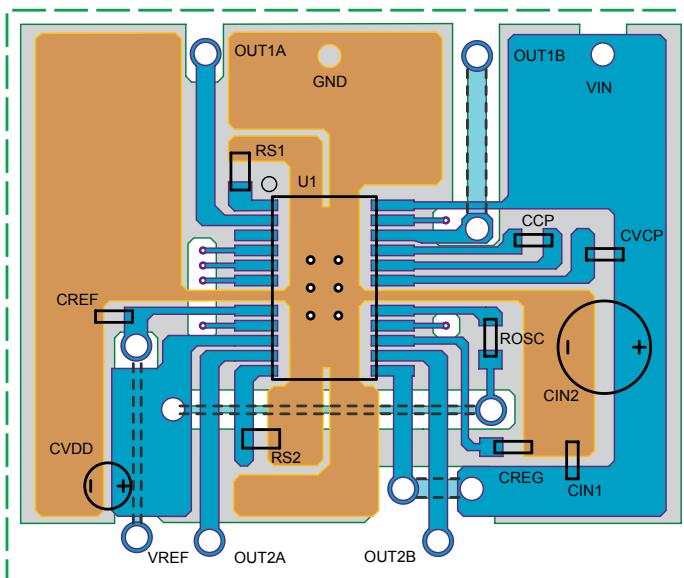 OUT1A
GND
OUT1B
VIN
RS1
U1
CCP
CVCP
CREF
ROSC
CIN2
CVDD
RS2
CREG
CIN1
VREF
OUT2A
OUT2B